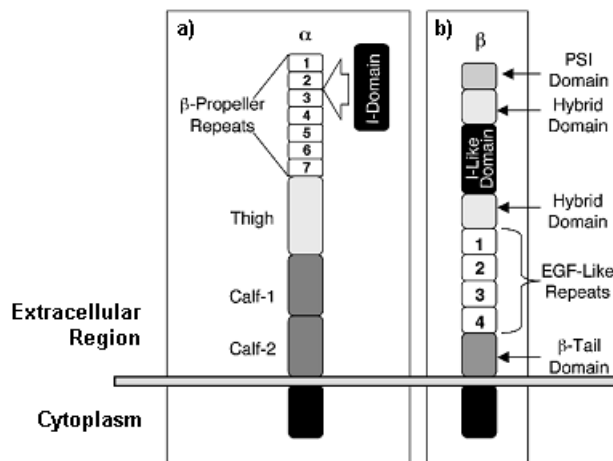 a)
α
1
2
3
4
5
6
7
I-Domain
β-Propeller
Repeats
Thigh
Calf-1
Calf-2
b)
β
PSI
Domain
Hybrid
Domain
I-Like
Domain
Hybrid
Domain
1
2
3
4
EGF-Like
Repeats
β-Tail
Domain
Extracellular
Region
Cytoplasm